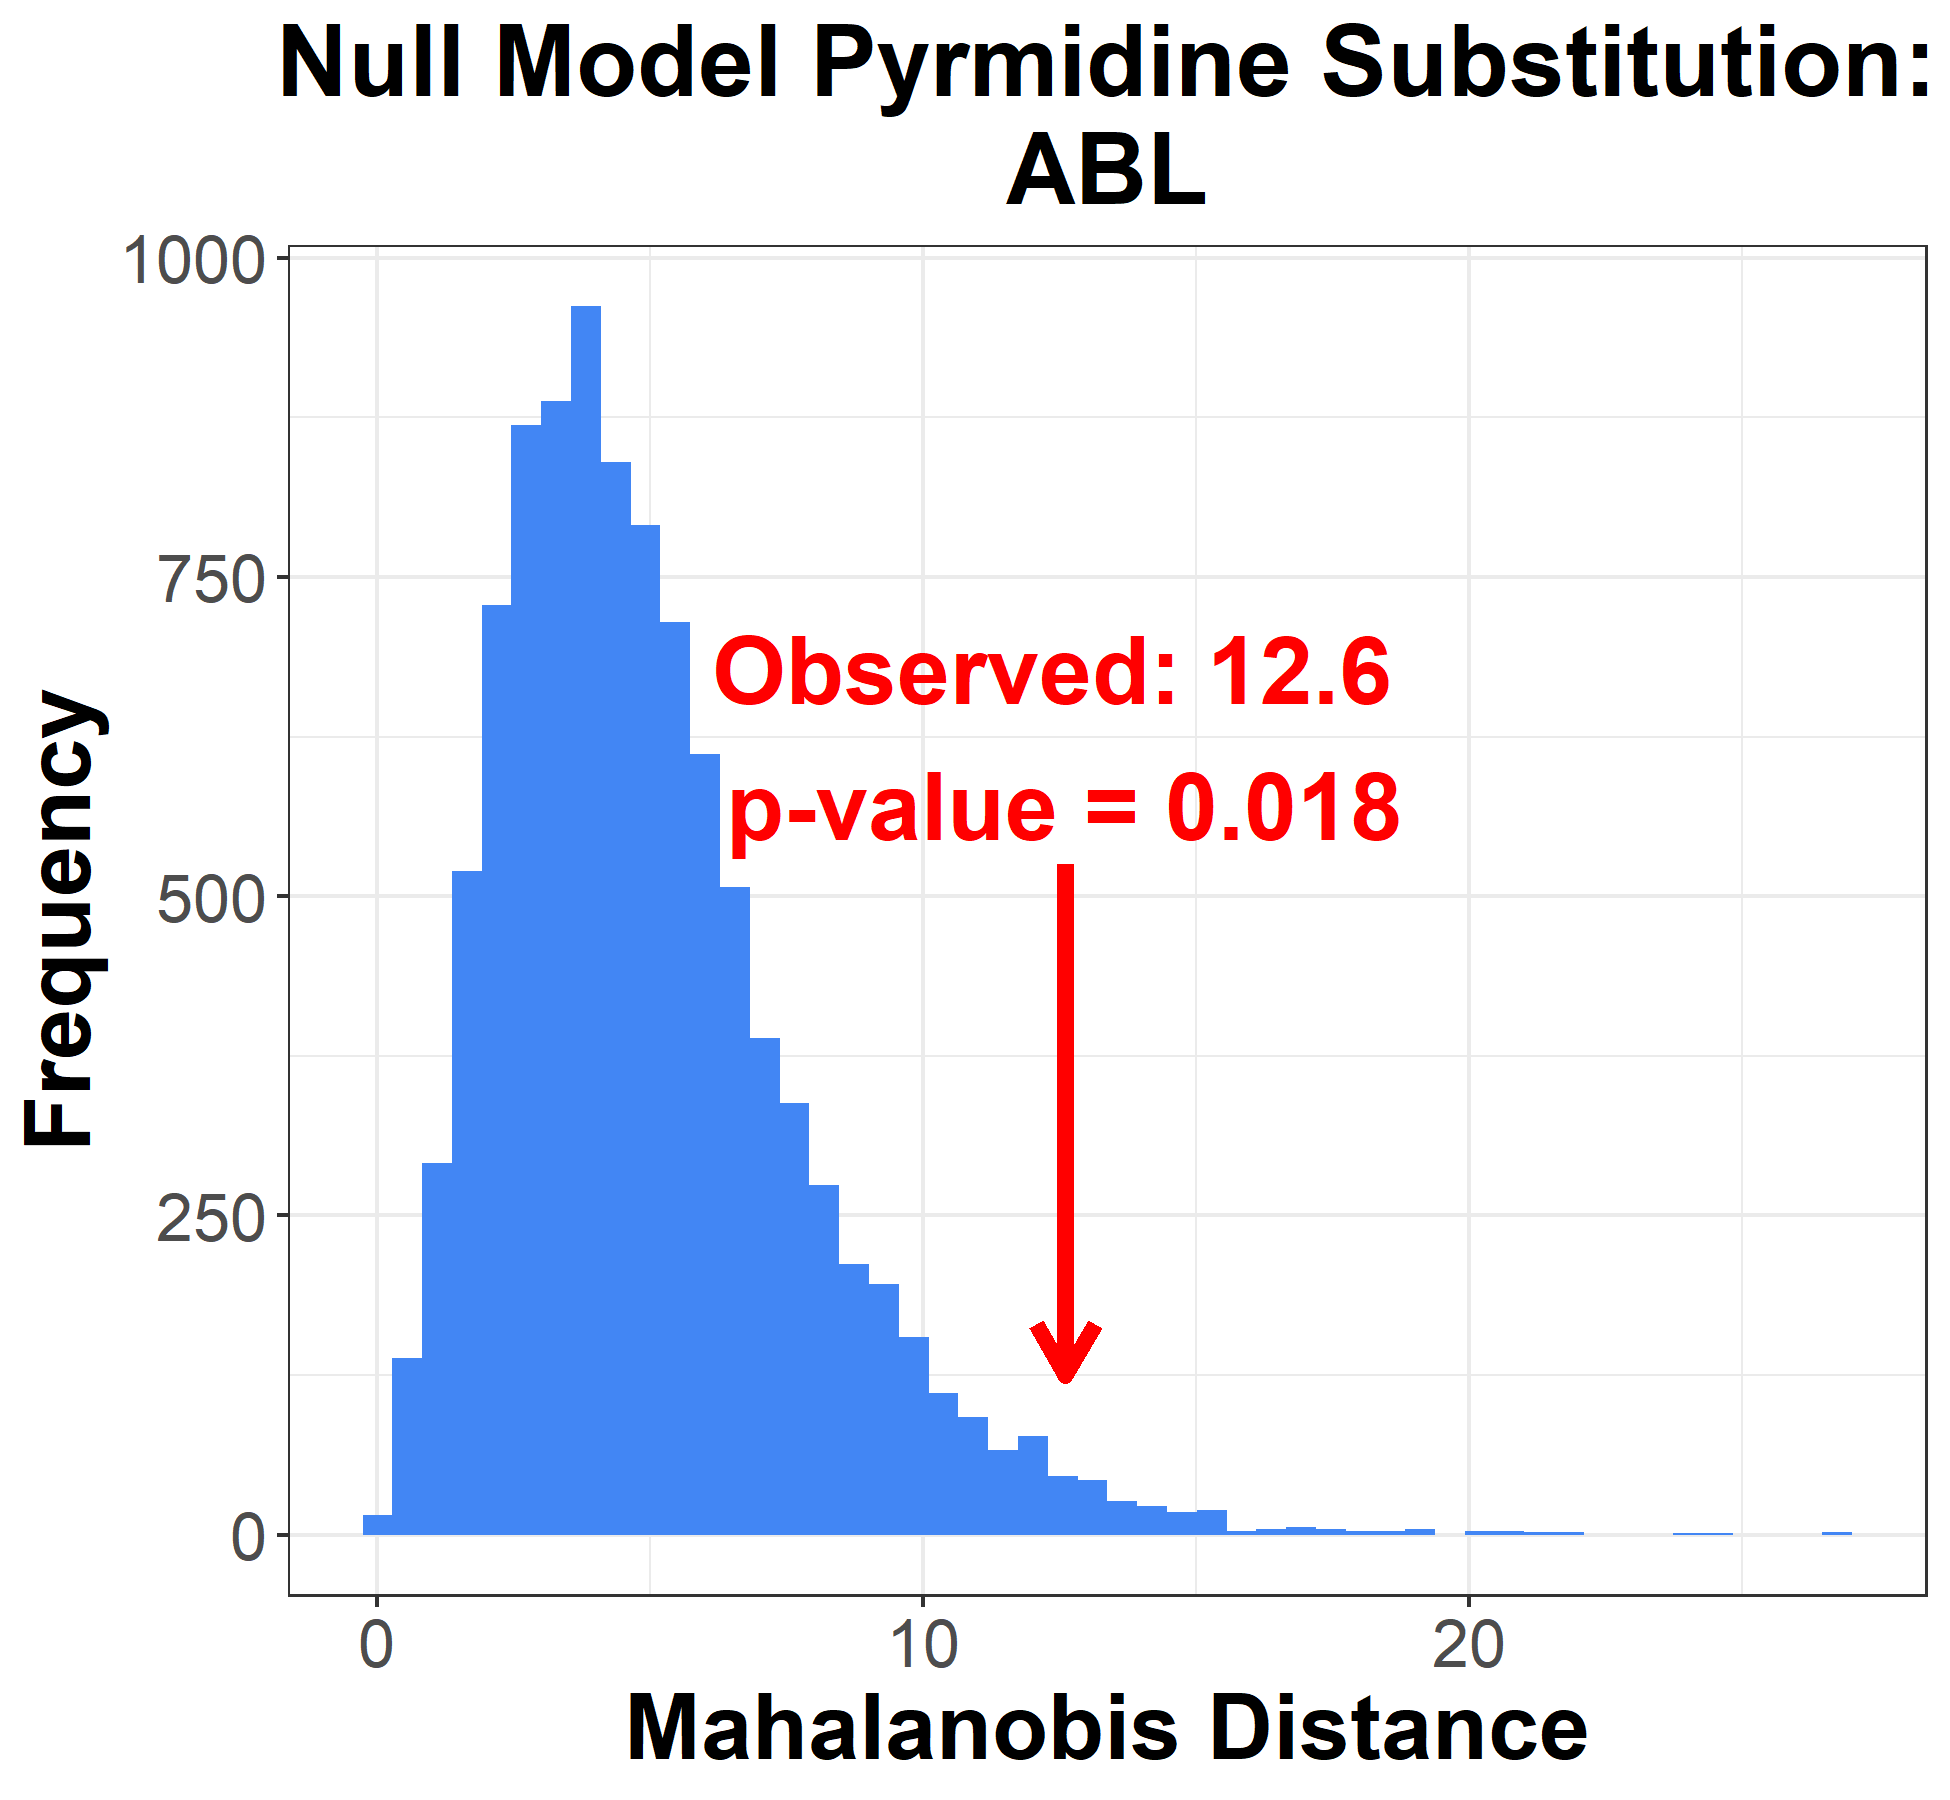 Null Model Pyrmidine Substitution:
ABL
1000
750
500
250
0
Frequency
Observed: 12.6
p-value = 0.018
0 10 20
Mahalanobis Distance